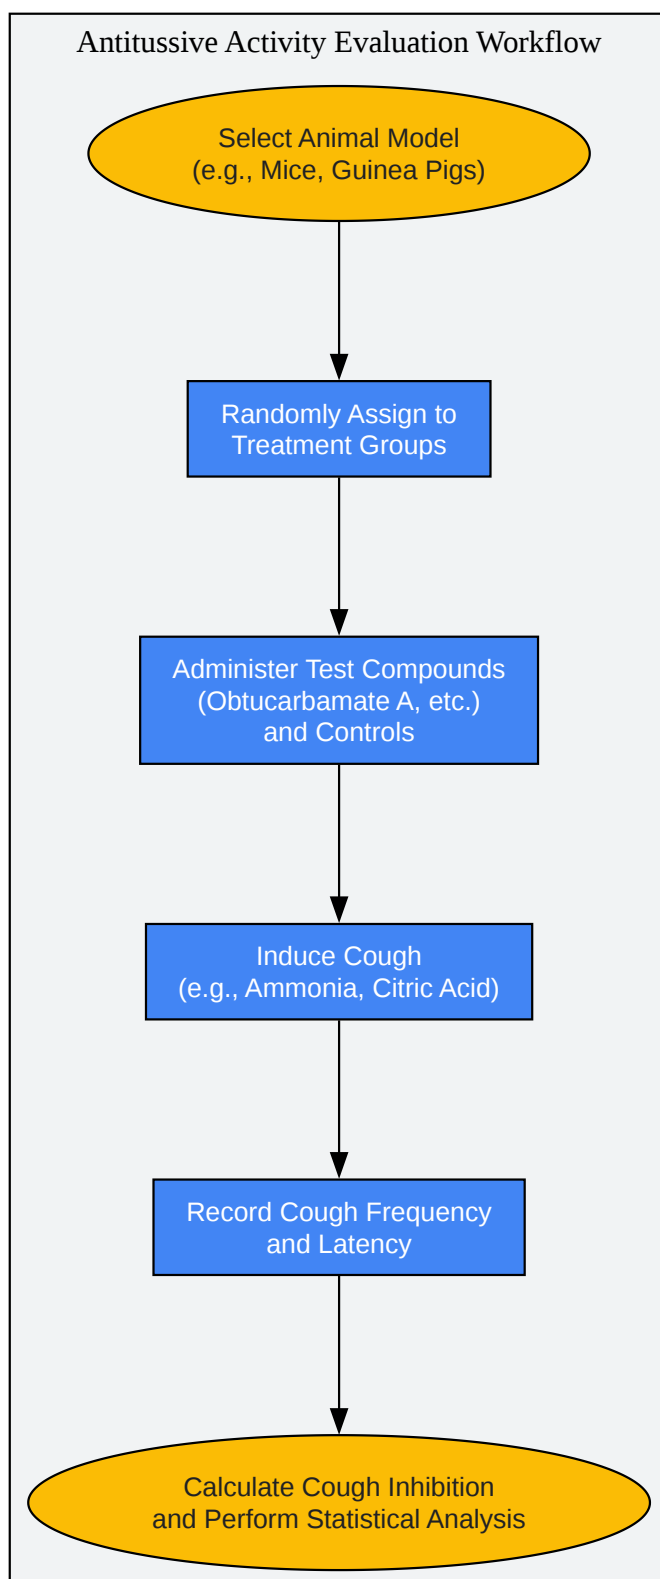 Antitussive Activity Evaluation Workflow
Select Animal Model
(e.g., Mice, Guinea Pigs)
Randomly Assign to
Treatment Groups
Administer Test Compounds
(Obtucarbamate A, etc.)
and Controls
Induce Cough
(e.g., Ammonia, Citric Acid)
Record Cough Frequency
and Latency
Calculate Cough Inhibition
and Perform Statistical Analysis